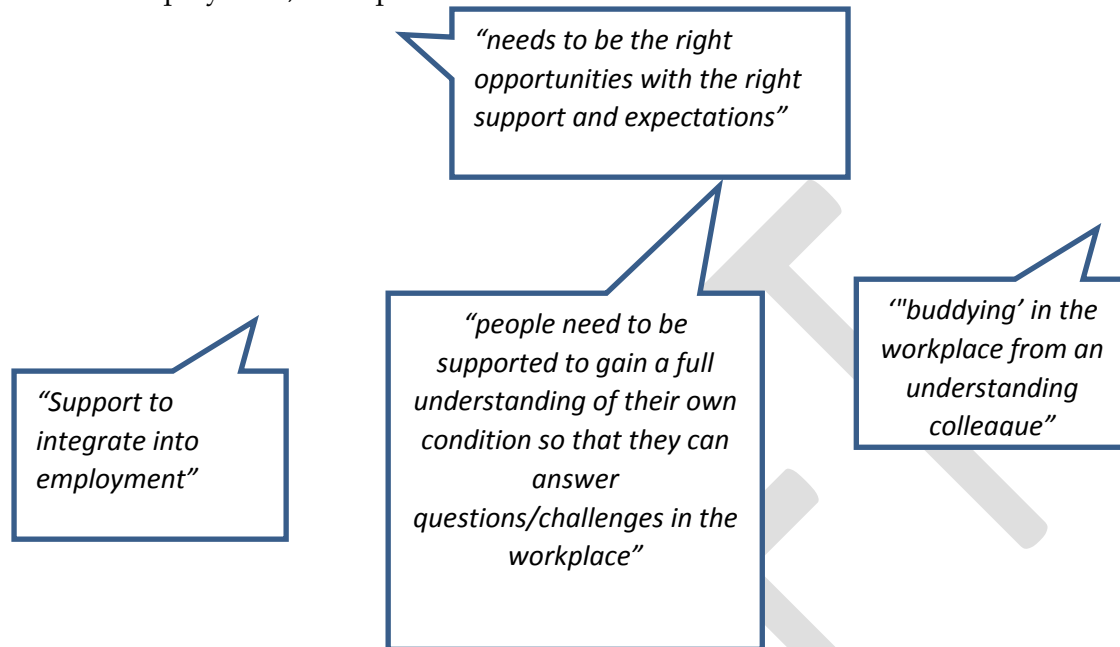 “needs to be the right
opportunities with the right
support and expectations”
‘"buddying’ in the
workplace from an
understanding
colleague”
“people need to be
supported to gain a full
understanding of their own
condition so that they can
answer
questions/challenges in the
workplace”
“Support to
integrate into
employment”